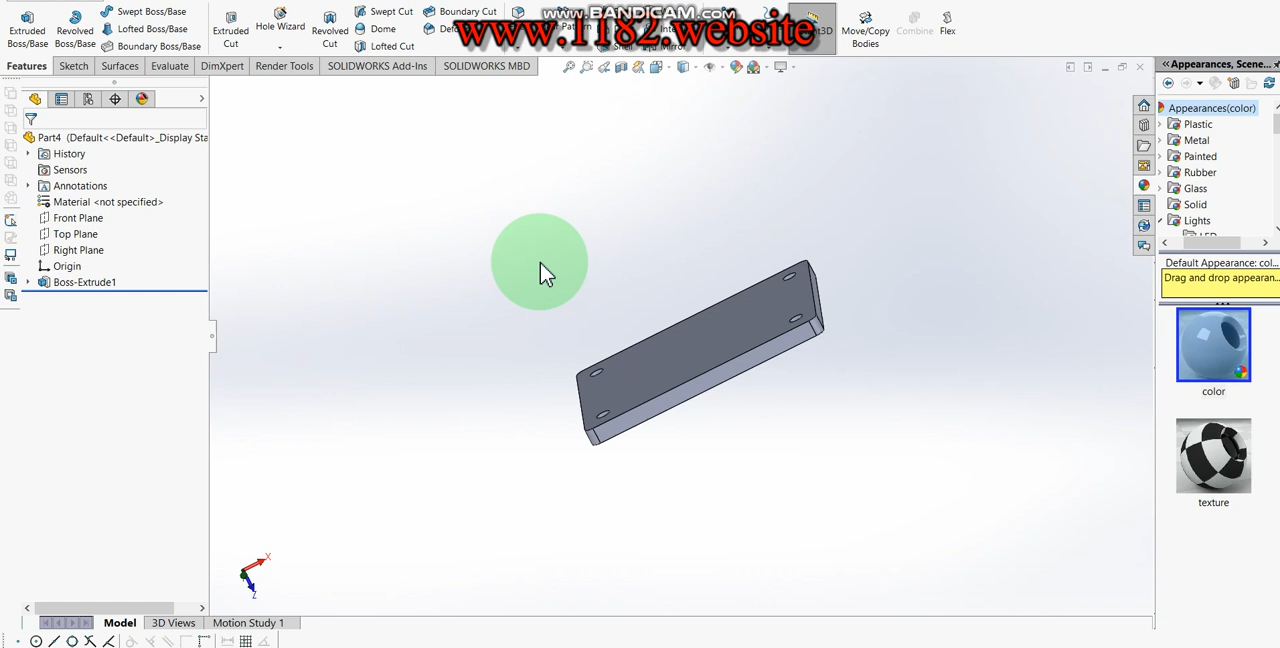 Extruded Boss/Base
Revolved Boss/Base
Swept Boss/Base
Lofted Boss/Base
Boundary Boss/Base
Extruded Cut
Hole Wizard
Revolved Cut
Swept Cut
Dome
Lofted Cut
Boundary Cut
www.BANDICAM.com
www.1182.website
Mirror
Move/Copy Bodies
Combine
Flex
Features
Sketch
Surfaces
Evaluate
DimXpert
Render Tools
SOLIDWORKS Add-Ins
SOLIDWORKS MBD
Part4 (Default<<Default>_Display Sta
History
Sensors
Annotations
Material <not specified>
Front Plane
Top Plane
Right Plane
Origin
Boss-Extrude1
X
Z
Model
3D Views
Motion Study 1
Appearances, Scene...
Appearances(color)
Plastic
Metal
Painted
Rubber
Glass
Solid
Lights
Default Appearance: col...
Drag and drop appearan...
color
texture